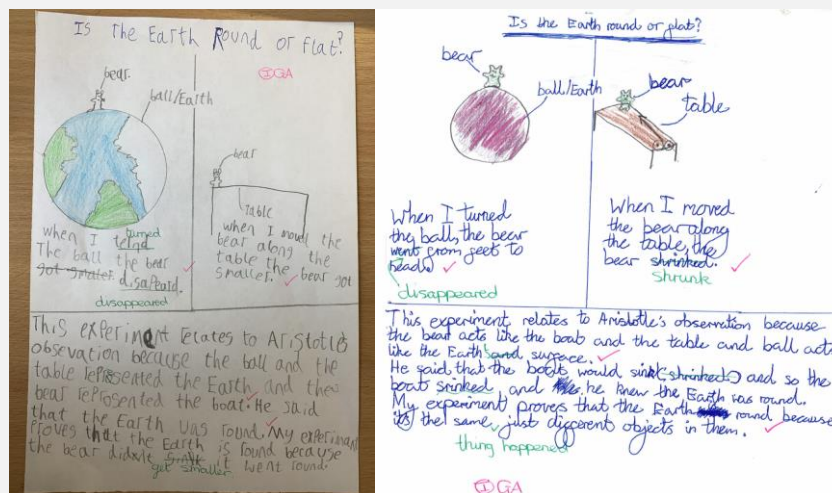 Is the Earth Round or flat?
bear
ball/Earth
IGA
bear
table
when I
turned
The ball the bear
got smaller. disapeard.
disappeared
when I moved the
bear along the
table the bear got
smaller.
This experiment relates to Aristotle's
obsevation because the ball and the
table represented the Earth and the
bear represented the boat. He said
that the Earth was round. My experiment
proves that the Earth is round because
the bear didn't it went round.
get smaller
Is the Earth round or flat?
bear
ball/Earth
bear
table
When I turned
the ball, the bear
went from feet to
head.
disappeared
When I moved
the bear along
the table, the
bear shrinked.
shrunk
This experiment relates to Aristotle's observation because
the bear acts like the boat and the table and ball acts
like the Earth's surface.
He said that the boats would sink and so the
boat and he knew the Earth was round.
My experiment proves that the Earth round because
it's the same just different objects in them.
thing happened
IGA